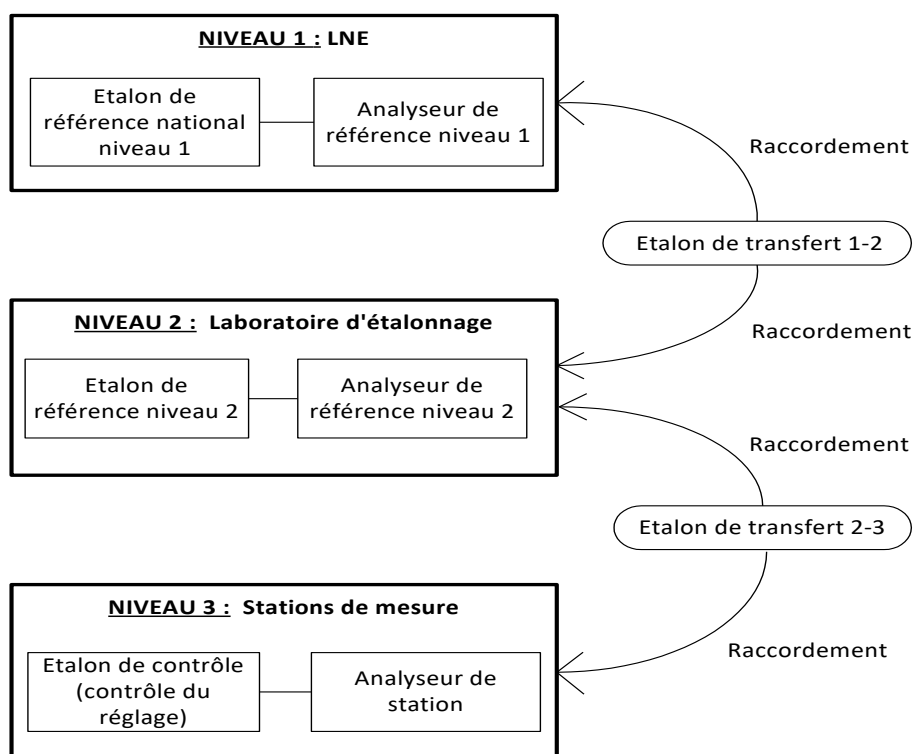 NIVEAU 1 : LNE
Etalon de
référence national
niveau 1
Analyseur de
référence niveau 1
Raccordement
Etalon de transfert 1-2
Raccordement
NIVEAU 2 : Laboratoire d'étalonnage
Etalon de
référence niveau 2
Analyseur de
référence niveau 2
Raccordement
Etalon de transfert 2-3
Raccordement
NIVEAU 3 : Stations de mesure
Etalon de contrôle
(contrôle du
réglage)
Analyseur de
station